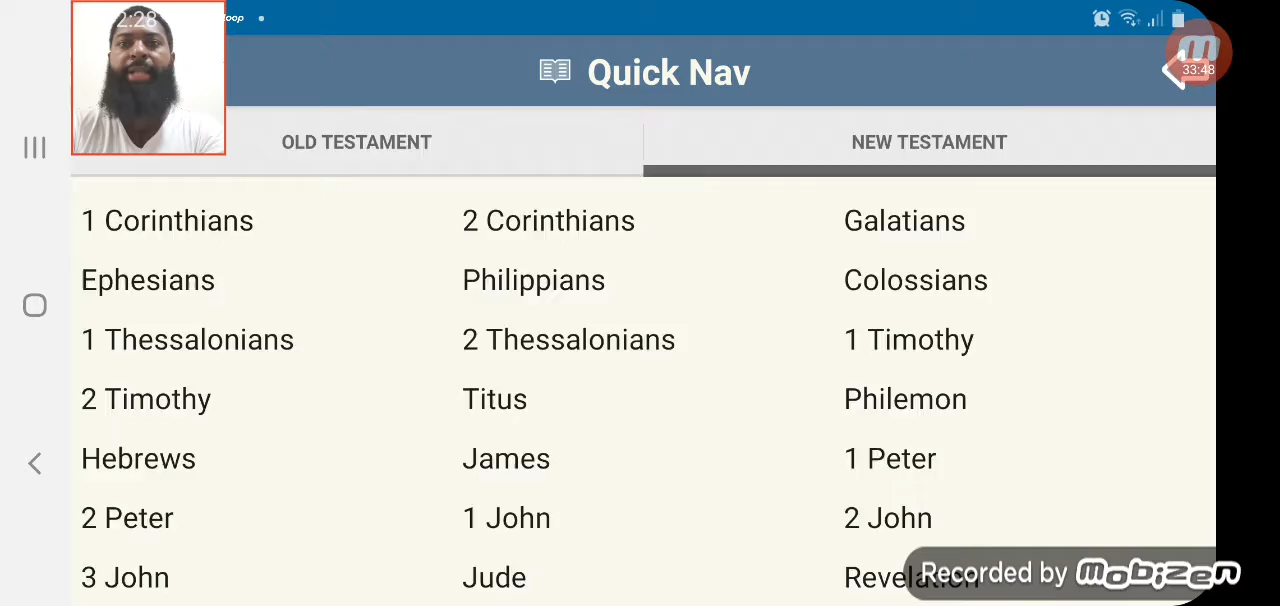 2:28 oop •
33:48
Quick Nav
OLD TESTAMENT NEW TESTAMENT
1 Corinthians 2 Corinthians Galatians
Ephesians Philippians Colossians
1 Thessalonians 2 Thessalonians 1 Timothy
2 Timothy Titus Philemon
Hebrews James 1 Peter
2 Peter 1 John 2 John
3 John Jude Revelation
Recorded by mobizen